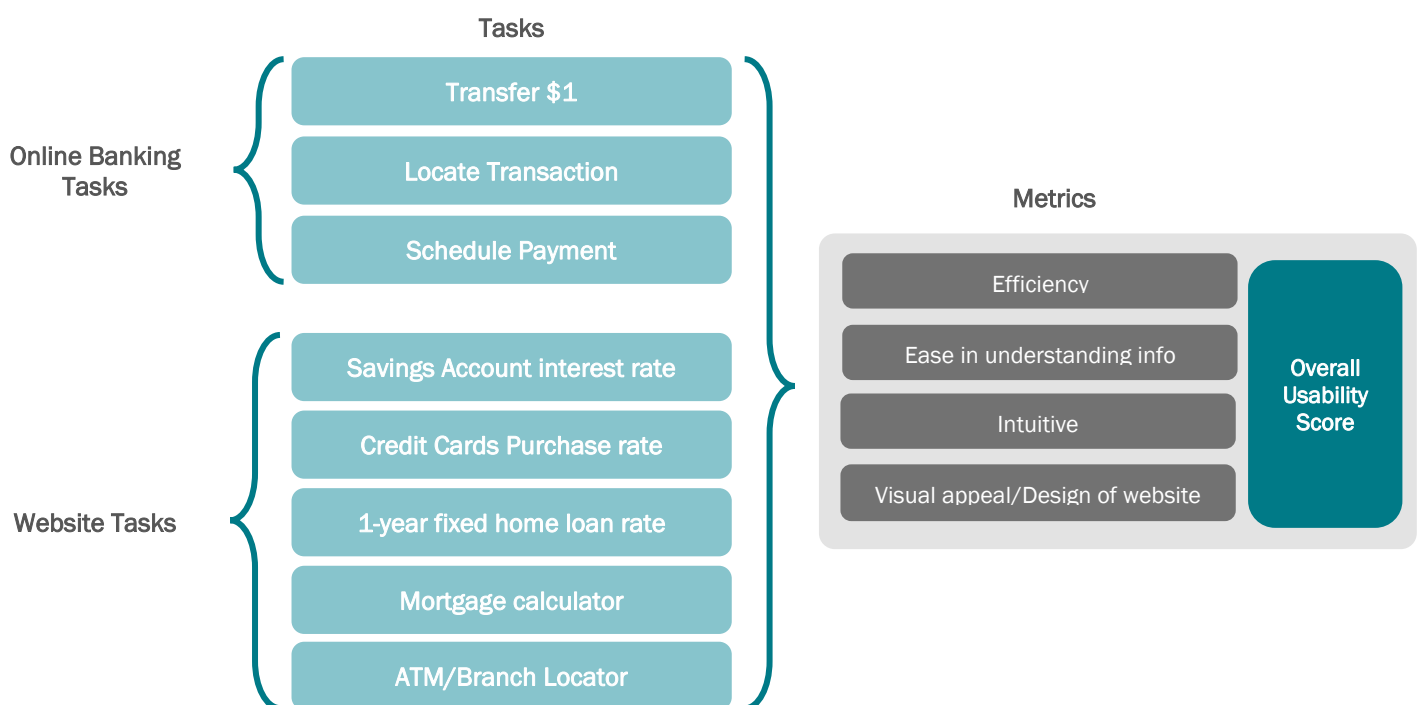 Tasks
Online Banking
Tasks
Transfer $1
Locate Transaction
Schedule Payment
Website Tasks
Savings Account interest rate
Credit Cards Purchase rate
1-year fixed home loan rate
Mortgage calculator
ATM/Branch Locator
Metrics
Efficiency
Ease in understanding info
Intuitive
Visual appeal/Design of website
Overall
Usability
Score